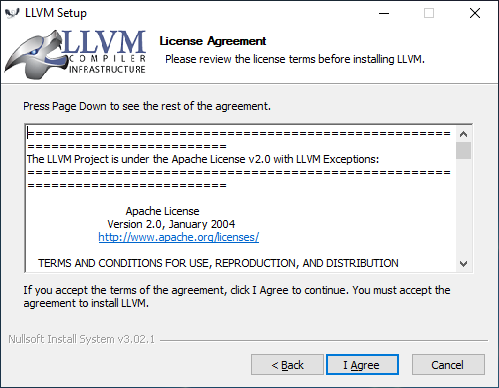 LLVM Setup
LLVM
COMPILER
INFRASTRUCTURE
License Agreement
Please review the license terms before installing LLVM.
Press Page Down to see the rest of the agreement.
====================================================
=========================
The LLVM Project is under the Apache License v2.0 with LLVM Exceptions:
====================================================
=========================
Apache License
Version 2.0, January 2004
http://www.apache.org/licenses/
TERMS AND CONDITIONS FOR USE, REPRODUCTION, AND DISTRIBUTION
If you accept the terms of the agreement, click I Agree to continue. You must accept the
agreement to install LLVM.
Nullsoft Install System v3.02.1
< Back
I Agree
Cancel